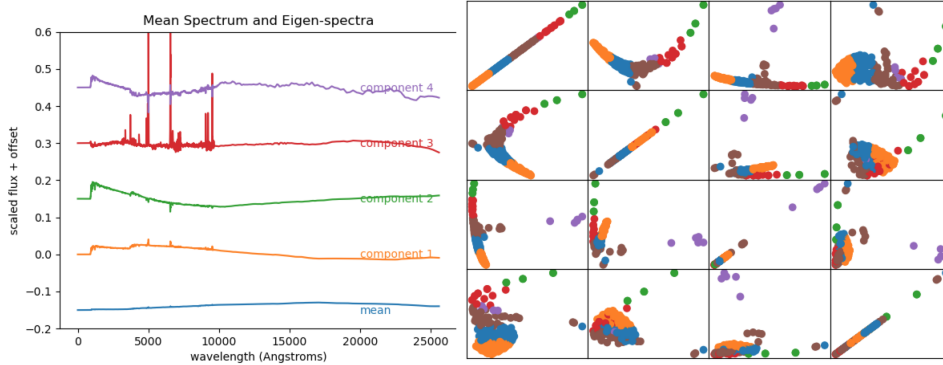 Mean Spectrum and Eigen-spectra
0.6
0.5
component 4
0.4
0.3
component 3
0.2
component 2
0.1
0.0
component 1
−0.1
mean
−0.2
0
5000
10000
15000
20000
25000
wavelength (Angstroms)
scaled flux + offset